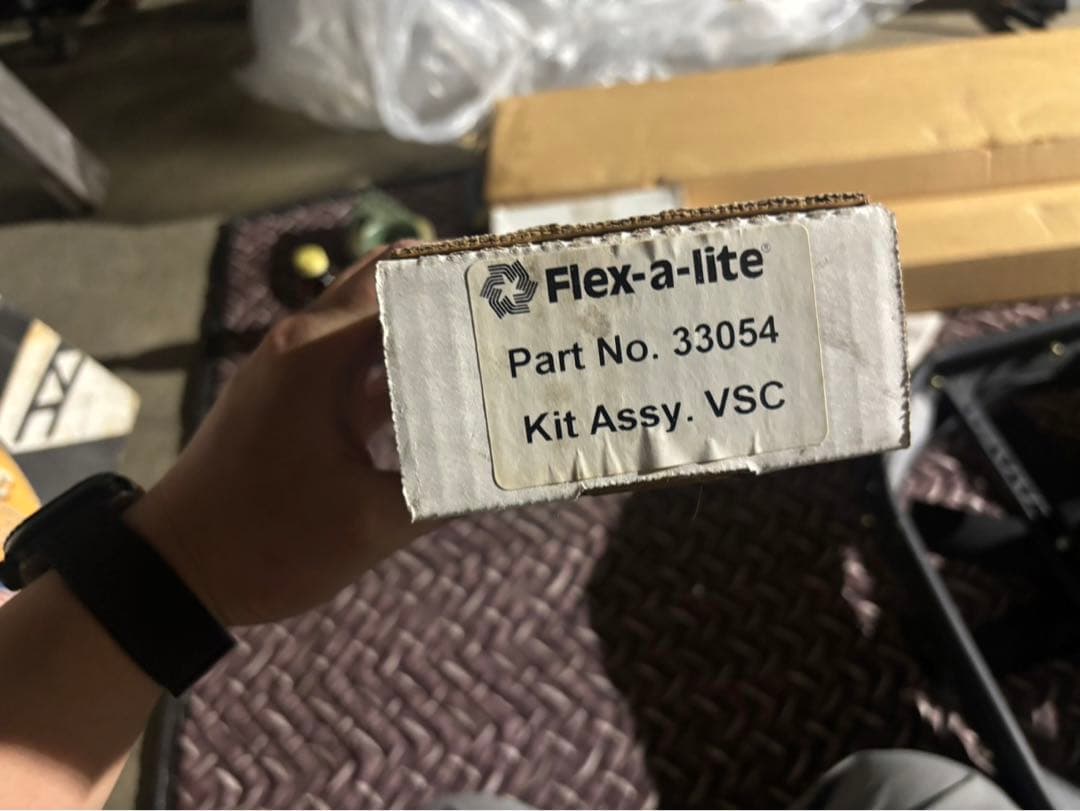 Flex-a-lite®
Part No. 33054
Kit Assy. VSC